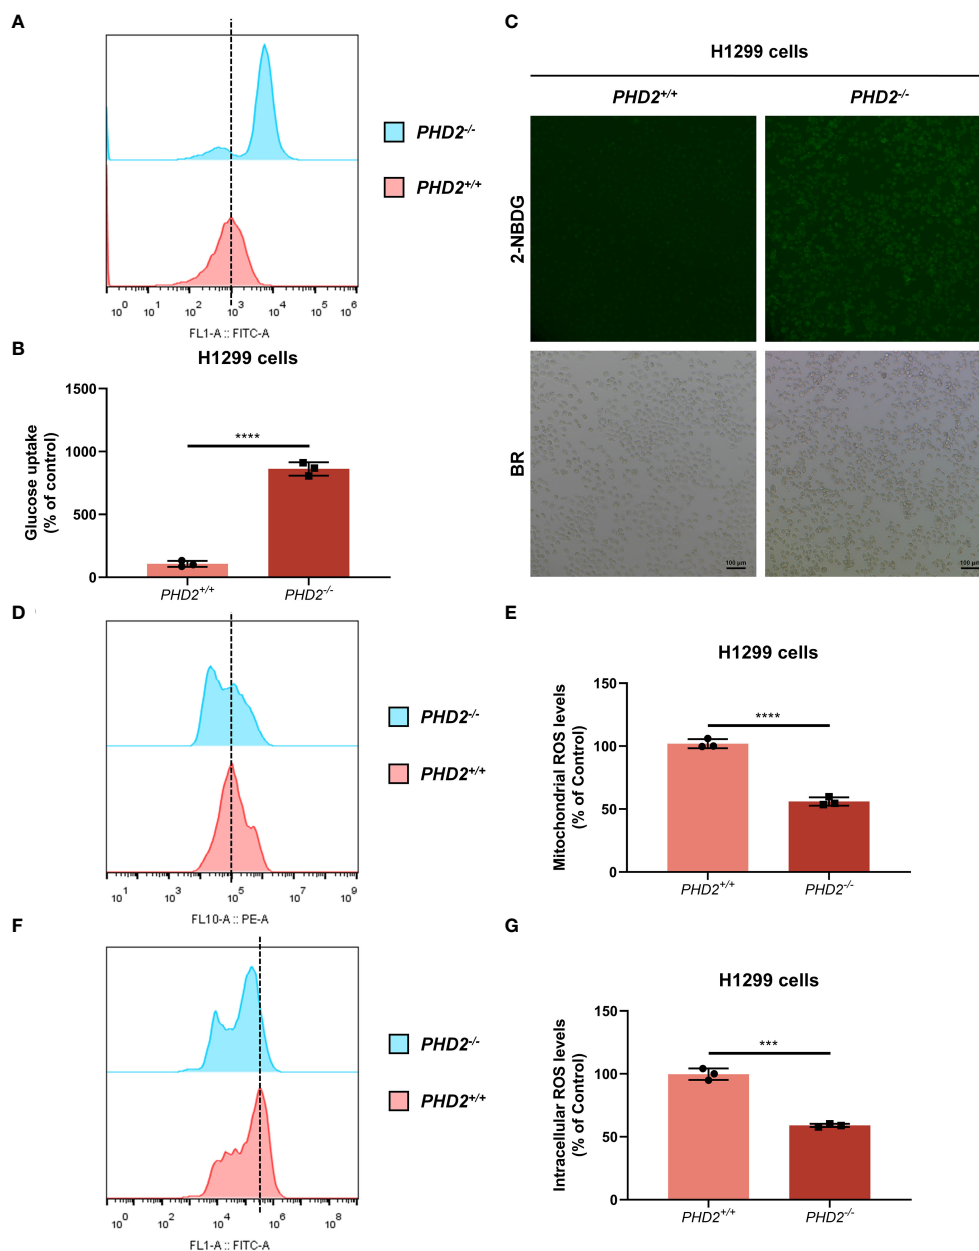 A
PHD2-/-
PHD2+/+
10^0 10^1 10^2 10^3 10^4 10^5 10^6
FL1-A :: FITC-A
B
H1299 cells
Glucose uptake
(% of control)
1500
1000
500
0
****
PHD2+/+ PHD2-/-
C
H1299 cells
PHD2+/+ PHD2-/-
2-NBDG
BR
100 μm 100 μm
D
PHD2-/-
PHD2+/+
10^1 10^3 10^5 10^7 10^9
FL10-A :: PE-A
E
H1299 cells
Mitochondrial ROS levels
(% of Control)
150
100
50
0
****
PHD2+/+ PHD2-/-
F
PHD2-/-
PHD2+/+
10^0 10^2 10^4 10^6 10^8
FL1-A :: FITC-A
G
H1299 cells
Intracellular ROS levels
(% of Control)
150
100
50
0
***
PHD2+/+ PHD2-/-